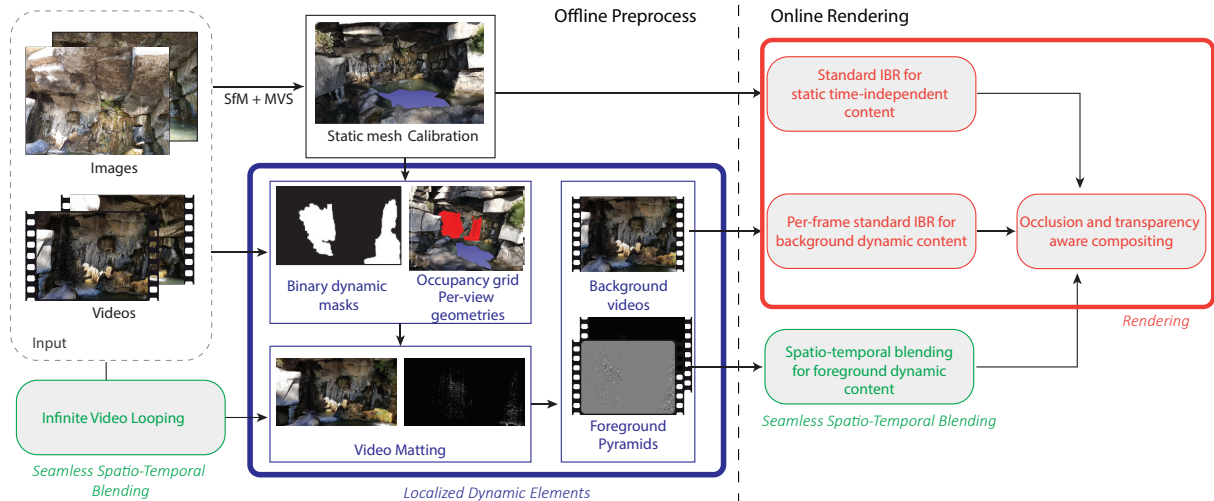 Offline Preprocess
Online Rendering
Images
SfM + MVS
Static mesh Calibration
Standard IBR for
static time-independent
content
Videos
Input
Binary dynamic
masks
Occupancy grid
Per-view
geometries
Background
videos
Per-frame standard IBR for
background dynamic content
Occlusion and transparency
aware compositing
Rendering
Infinite Video Looping
Seamless Spatio-Temporal
Blending
Video Matting
Foreground
Pyramids
Localized Dynamic Elements
Spatio-temporal blending
for foreground dynamic
content
Seamless Spatio-Temporal Blending